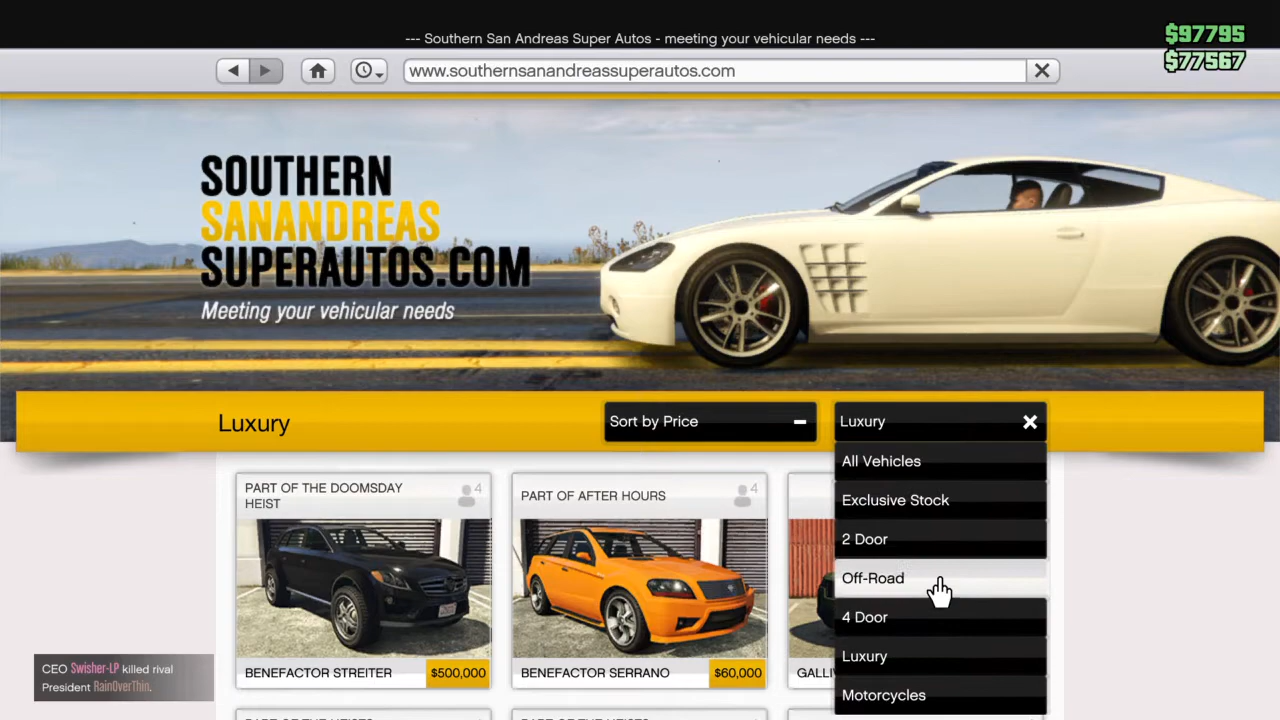 --- Southern San Andreas Super Autos - meeting your vehicular needs ---
$97795
$77567
www.southernsanandreassuperautos.com
SOUTHERN
SANANDREAS
SUPERAUTOS.COM
Meeting your vehicular needs
Luxury
Sort by Price
Luxury
All Vehicles
Exclusive Stock
2 Door
Off-Road
4 Door
Luxury
Motorcycles
PART OF THE DOOMSDAY
HEIST
4
BENEFACTOR STREITER
$500,000
PART OF AFTER HOURS
4
BENEFACTOR SERRANO
$60,000
CEO Swisher-LP killed rival
President RainOverThin.